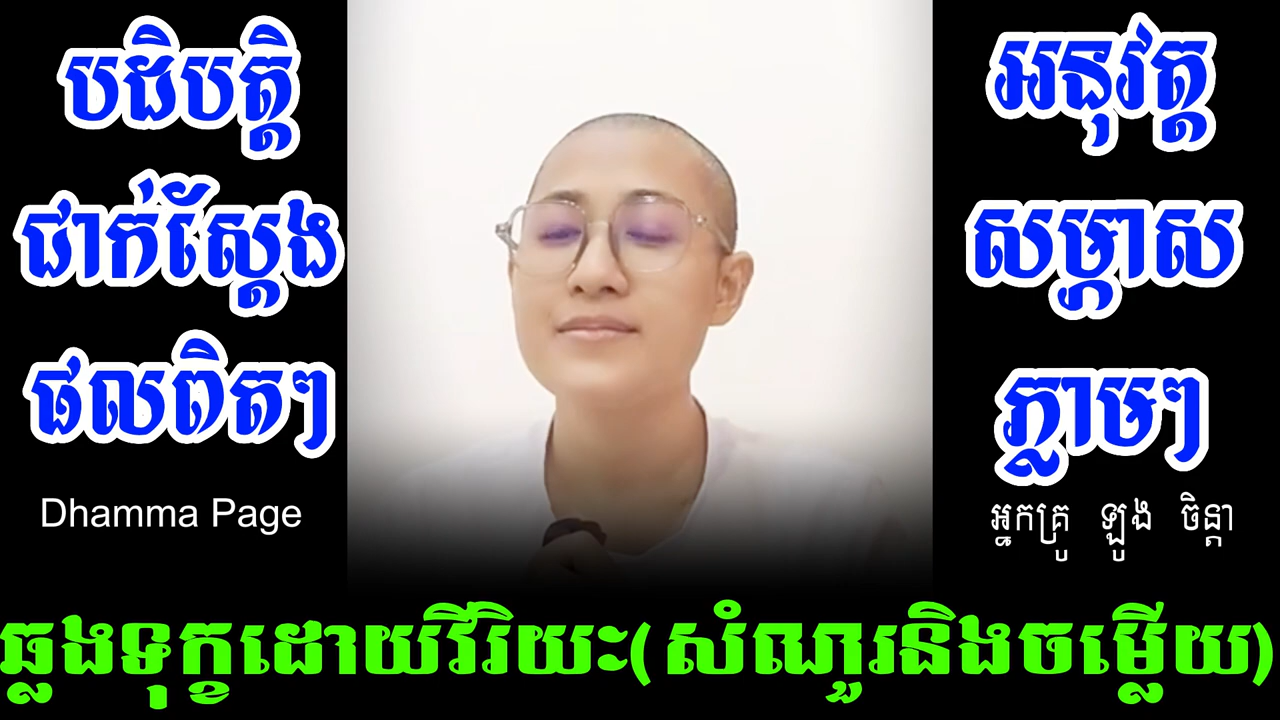 បដិបត្តិ
ជាក់ស្តែង
ផលពិតៗ
Dhamma Page
អនុវត្ត
សម្ភាស
ភ្លាមៗ
អ្នកគ្រូ ឡុង ចិន្តា
ឆ្លងទុក្ខដោយវីរិយៈ(សំណួរនិងចម្លើយ)